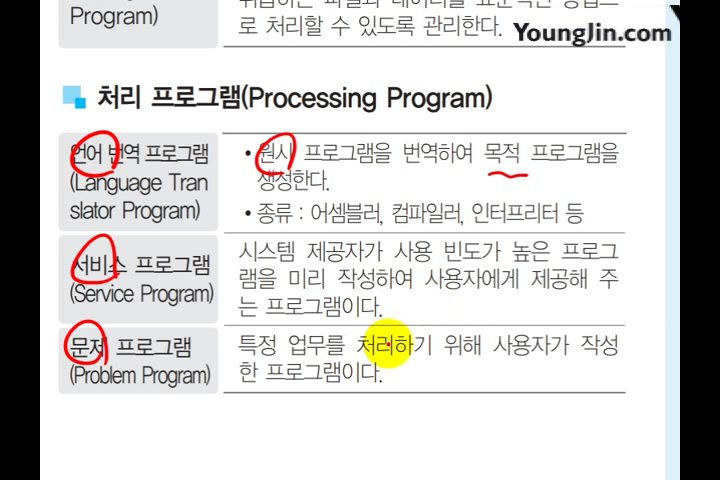 Program)
로 처리할 수 있도록 관리한다.
YoungJin.com
처리 프로그램(Processing Program)
언어 번역 프로그램
(Language Tran
slator Program)
• 원시 프로그램을 번역하여 목적 프로그램을
생성한다.
• 종류 : 어셈블러, 컴파일러, 인터프리터 등
서비스 프로그램
(Service Program)
시스템 제공자가 사용 빈도가 높은 프로그
램을 미리 작성하여 사용자에게 제공해 주
는 프로그램이다.
문제 프로그램
(Problem Program)
특정 업무를 처리하기 위해 사용자가 작성
한 프로그램이다.